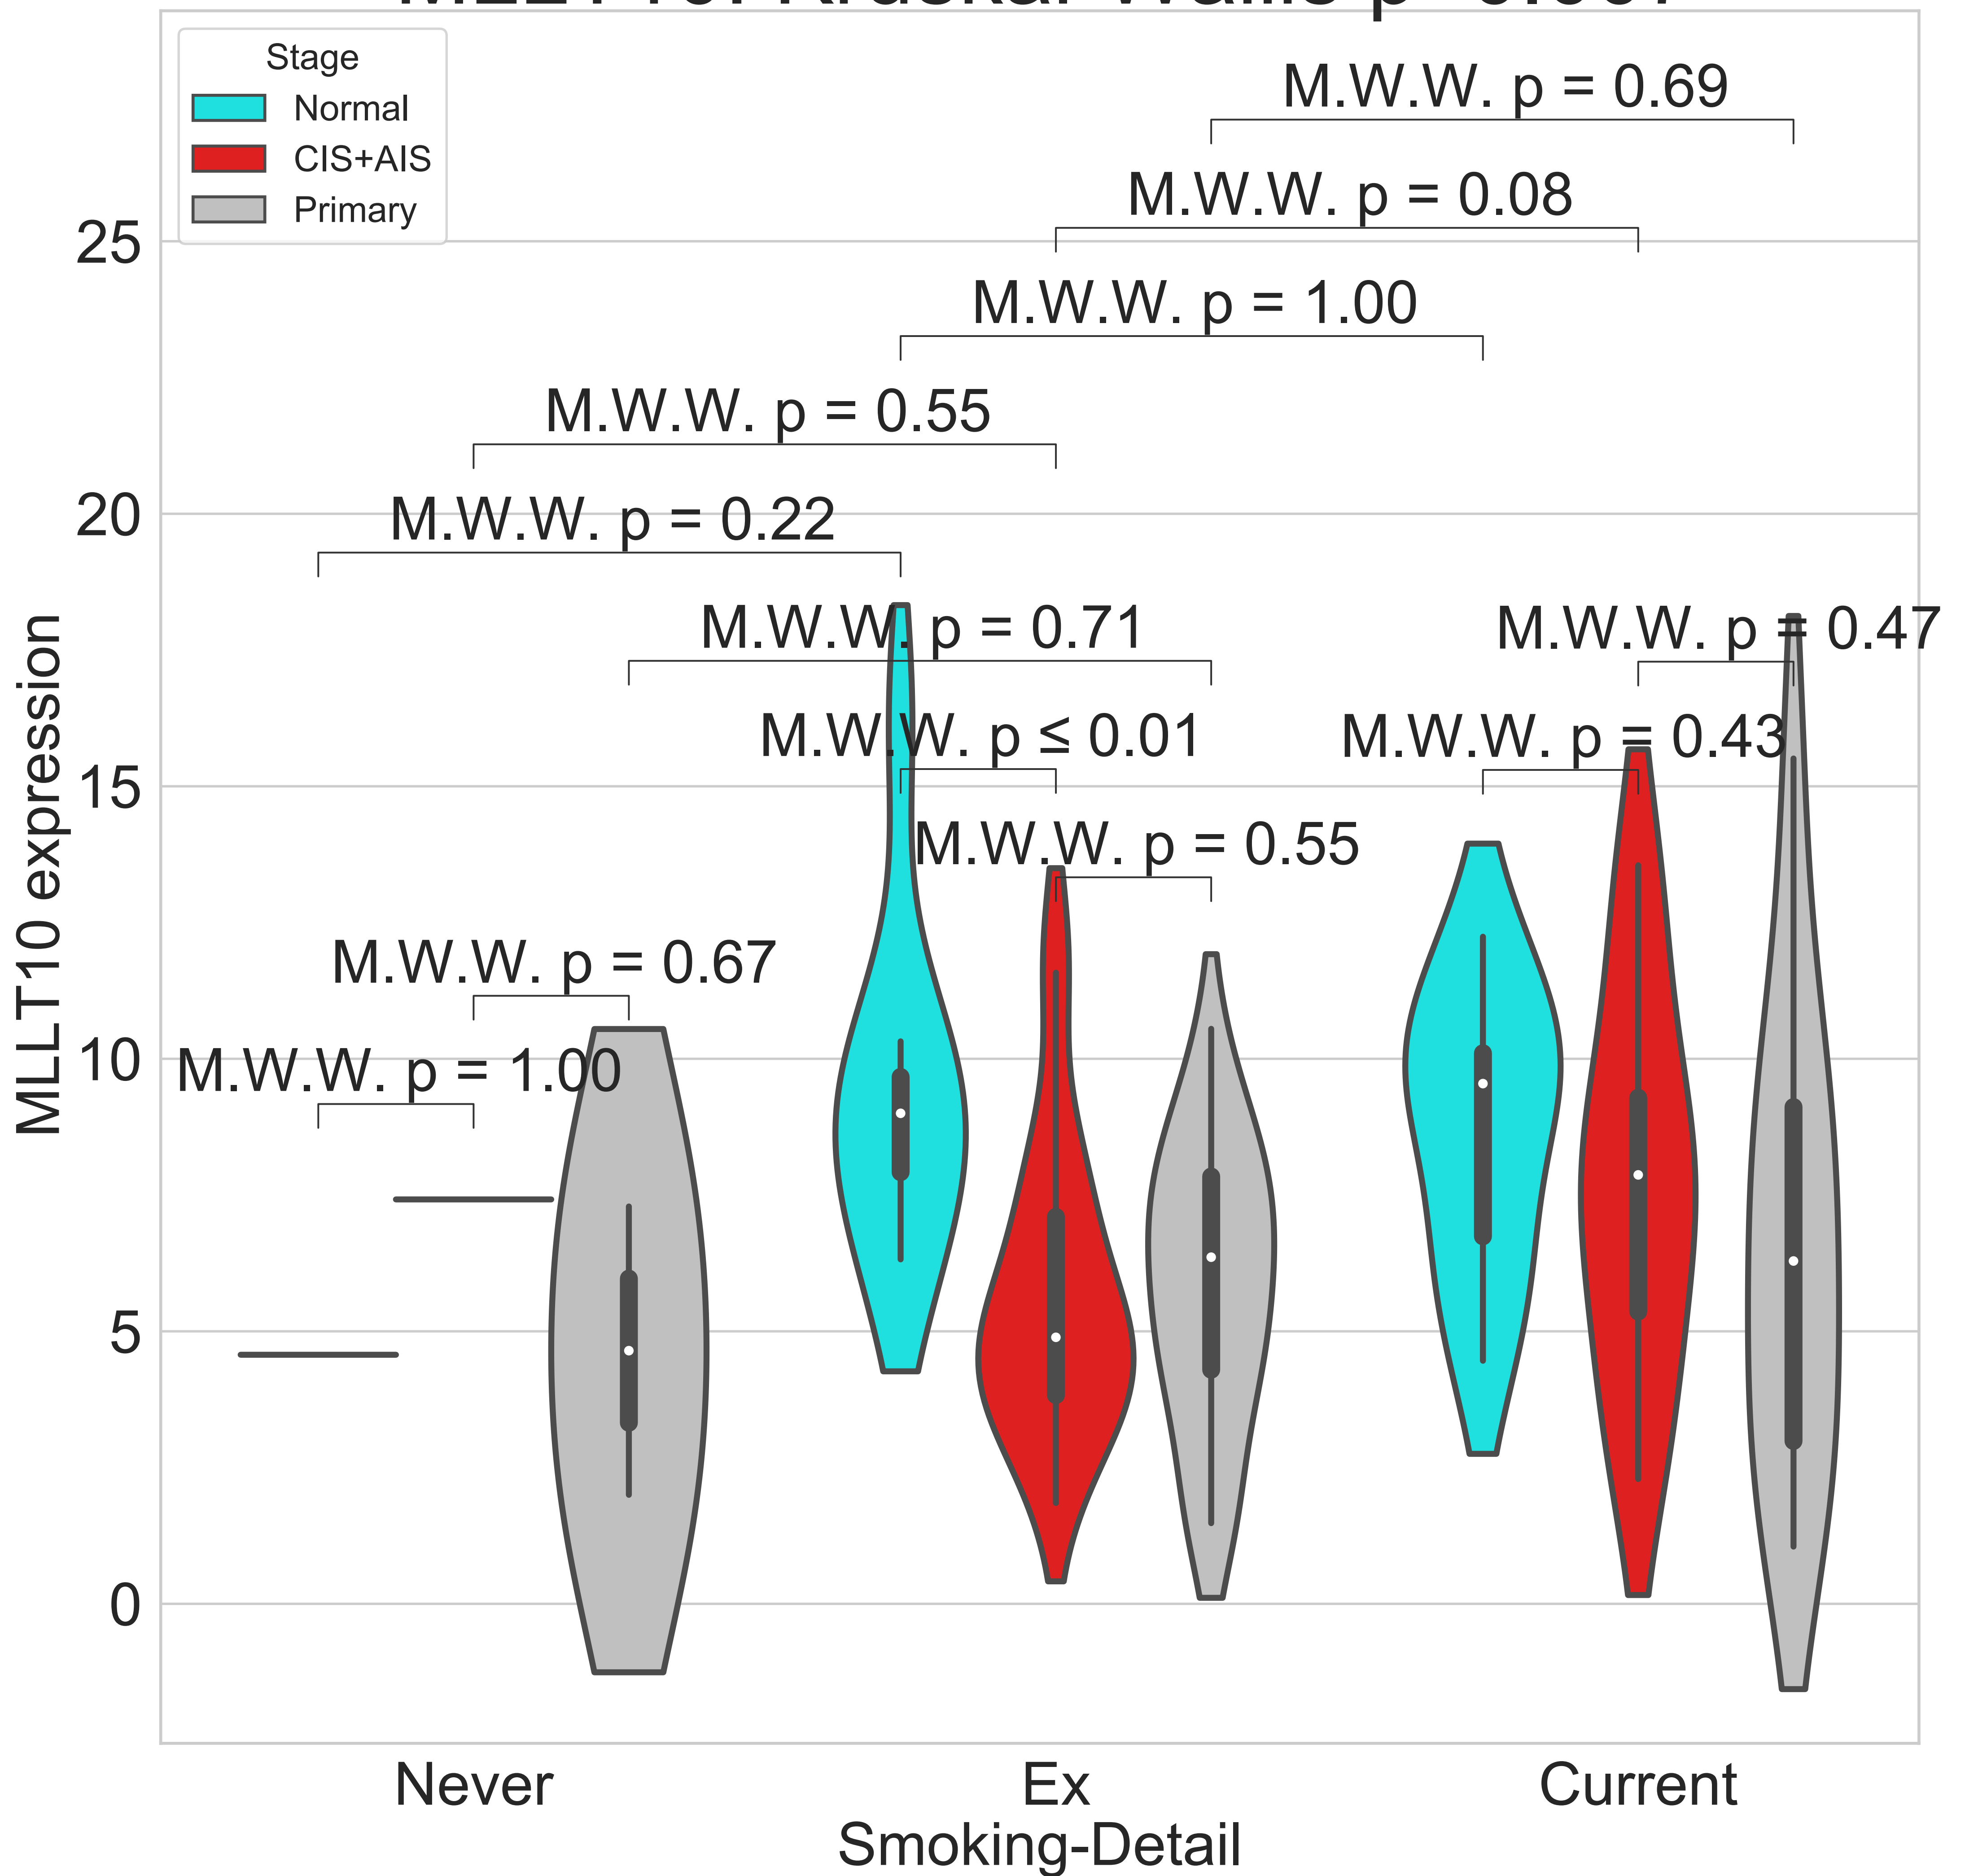 Stage
Normal
CIS+AIS
Primary
M.W.W. p = 0.69
M.W.W. p = 0.08
M.W.W. p = 1.00
M.W.W. p = 0.55
M.W.W. p = 0.22
M.W.W. p = 0.71
M.W.W. p = 0.47
M.W.W. p ≤ 0.01
M.W.W. p = 0.43
M.W.W. p = 0.55
M.W.W. p = 0.67
M.W.W. p = 1.00
25
20
15
10
5
0
MLLT10 expression
Never
Ex
Current
Smoking-Detail